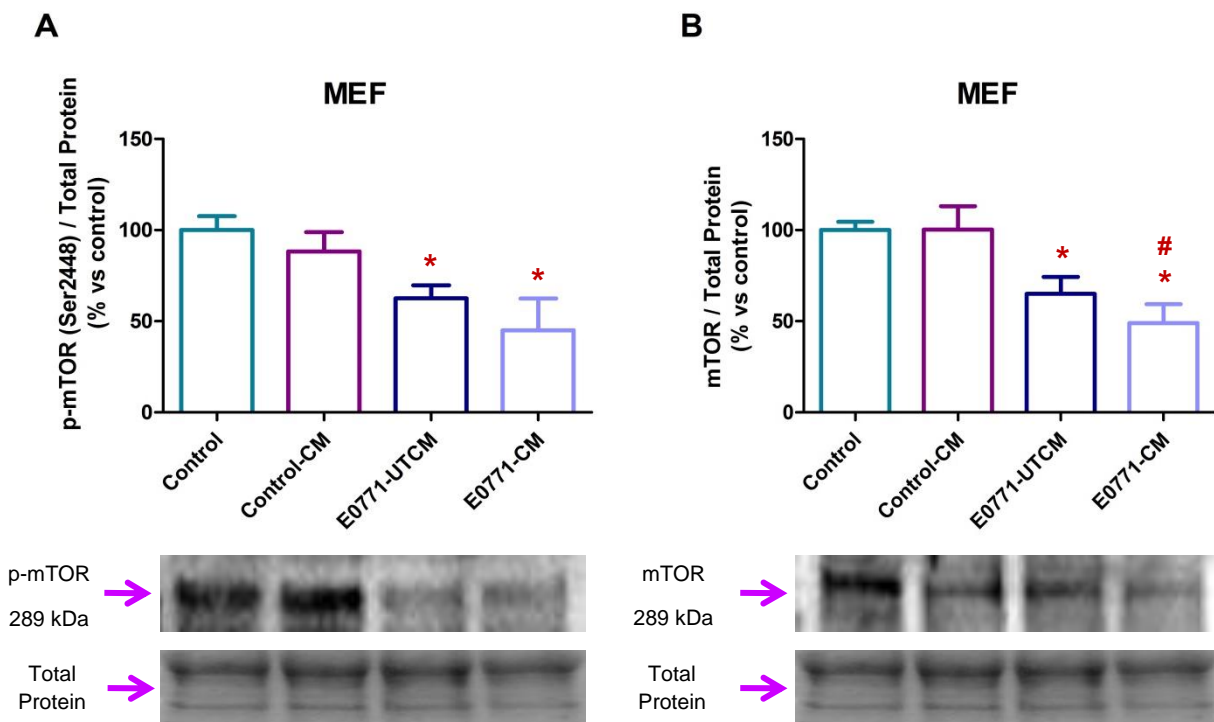 A
MEF
p-mTOR (Ser2448) / Total Protein
(% vs control)
150
100
50
0
*
*
Control
Control-CM
E0771-UTCM
E0771-CM
p-mTOR
289 kDa
Total
Protein
B
MEF
mTOR / Total Protein
(% vs control)
150
100
50
0
*
#
*
Control
Control-CM
E0771-UTCM
E0771-CM
mTOR
289 kDa
Total
Protein